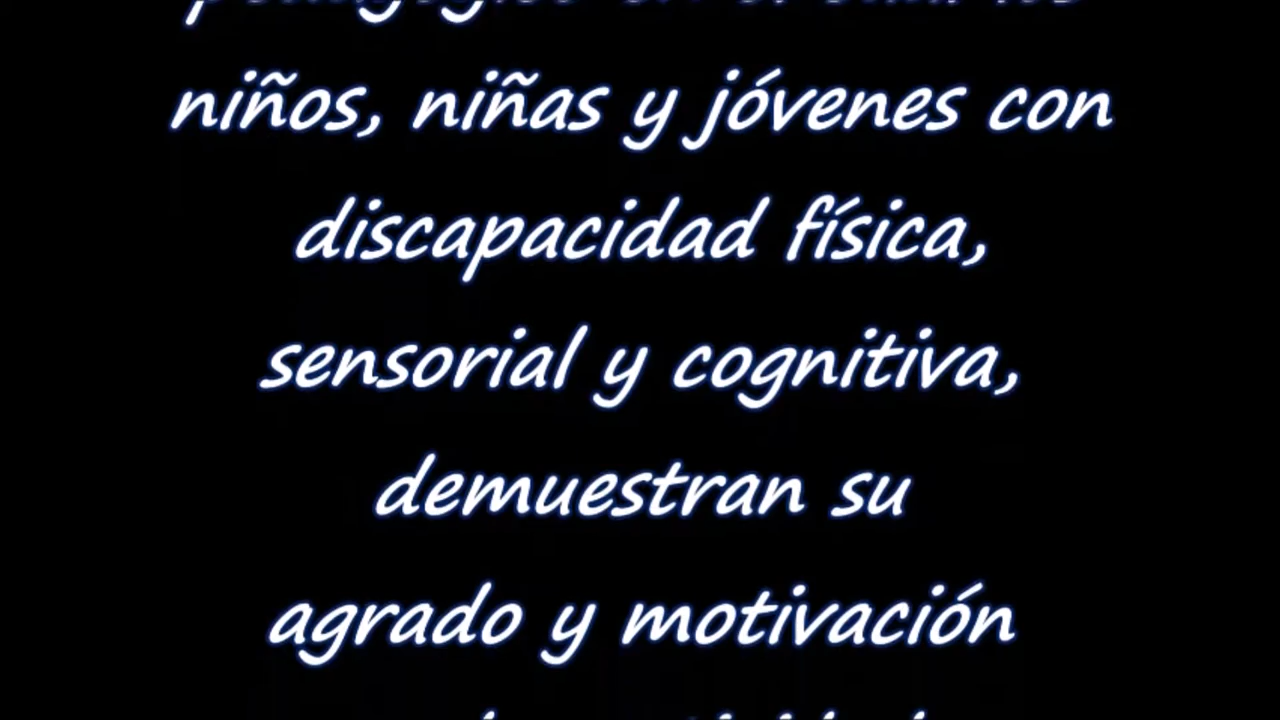 niños, niñas y jóvenes con
discapacidad física,
sensorial y cognitiva,
demuestran su
agrado y motivación